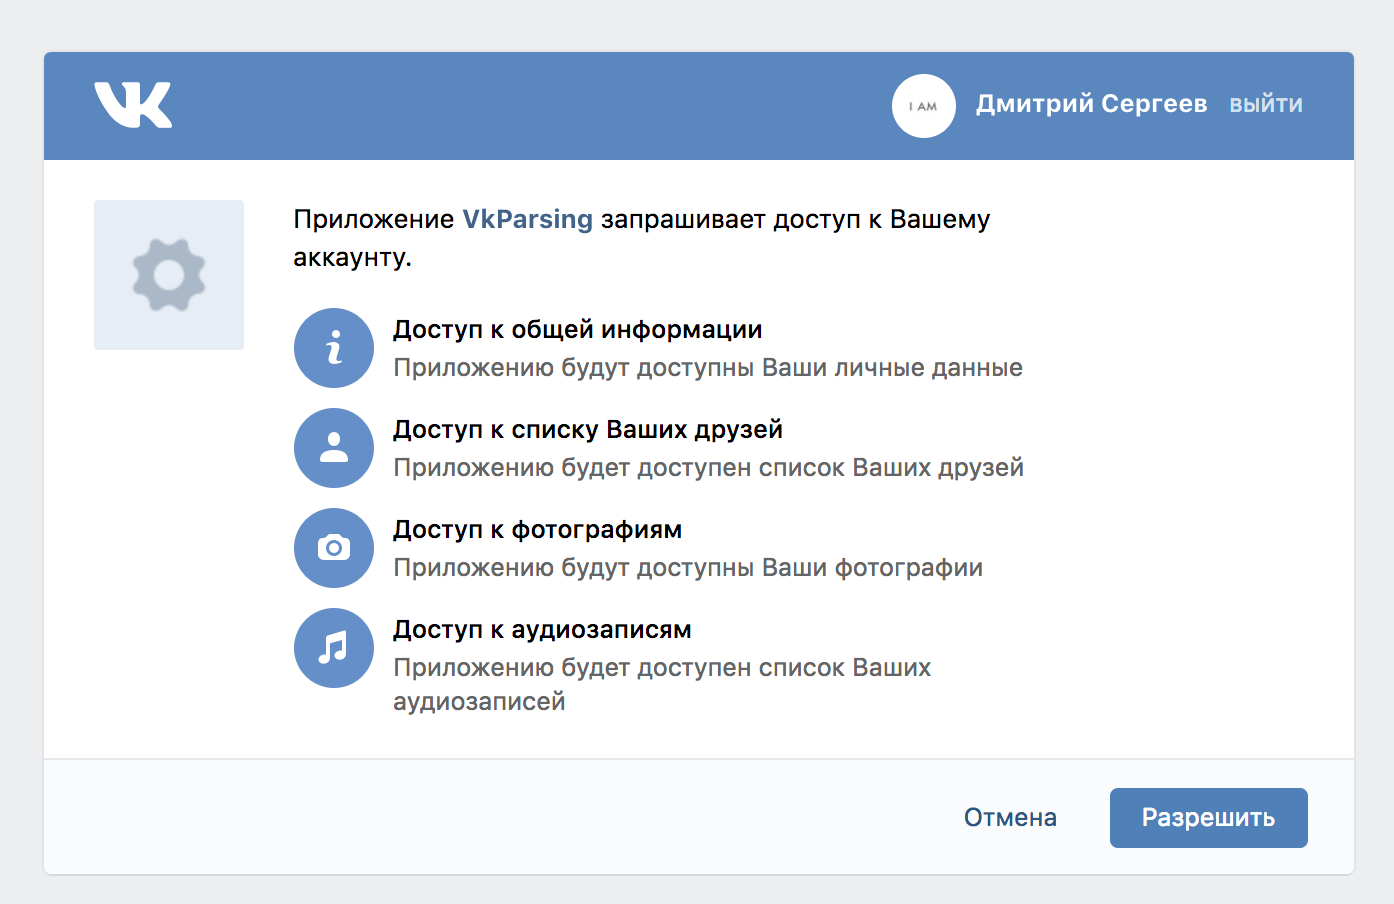 VK
I AM
Дмитрий Сергеев выйти
Приложение VkParsing запрашивает доступ к Вашему
аккаунту.
Доступ к общей информации
Приложению будут доступны Ваши личные данные
Доступ к списку Ваших друзей
Приложению будет доступен список Ваших друзей
Доступ к фотографиям
Приложению будут доступны Ваши фотографии
Доступ к аудиозаписям
Приложению будет доступен список Ваших
аудиозаписей
Отмена
Разрешить